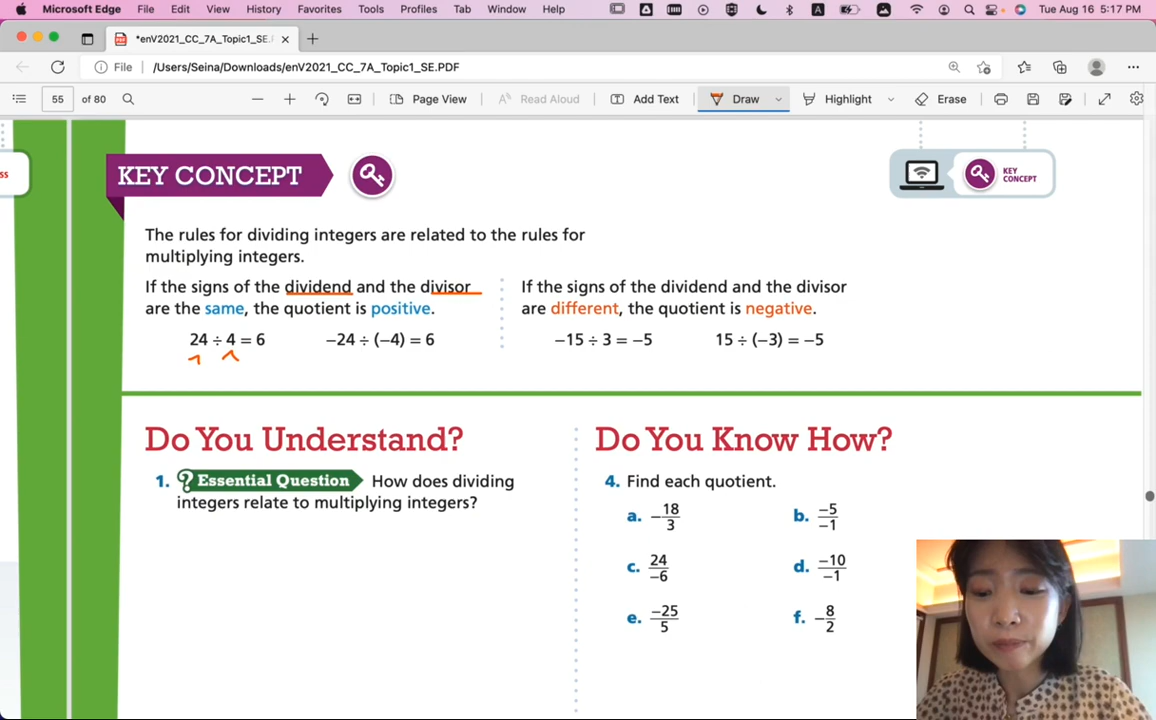 Microsoft Edge File Edit View History Favorites Tools Profiles Tab Window Help A Tue Aug 16 5:17 PM
*enV2021_CC_7A_Topic1_SE.
File /Users/Seina/Downloads/enV2021_CC_7A_Topic1_SE.PDF
55 of 80 Page View Read Aloud Add Text Draw Highlight Erase
ss
KEY CONCEPT
KEY
CONCEPT
The rules for dividing integers are related to the rules for
multiplying integers.
If the signs of the dividend and the divisor
are the same, the quotient is positive.
24 ÷ 4 = 6 −24 ÷ (−4) = 6
If the signs of the dividend and the divisor
are different, the quotient is negative.
−15 ÷ 3 = −5 15 ÷ (−3) = −5
Do You Understand?
1. ? Essential Question How does dividing
integers relate to multiplying integers?
Do You Know How?
4. Find each quotient.
a. −18/3 b. −5/−1
c. 24/−6 d. −10/−1
e. −25/5 f. −8/2